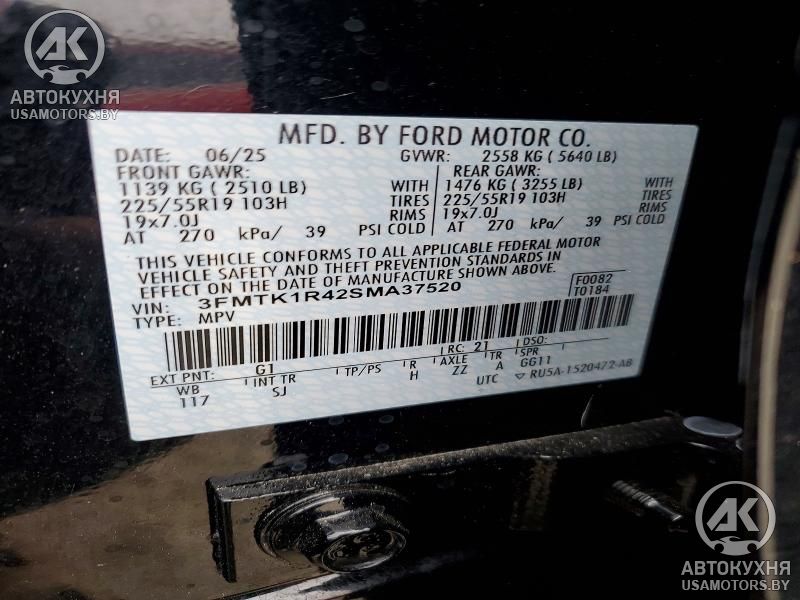 AK
АВТОКУХНЯ
USAMOTORS.BY
MFD. BY FORD MOTOR CO.
DATE: 06/25 GVWR: 2558 KG ( 5640 LB)
FRONT GAWR: REAR GAWR:
1139 KG ( 2510 LB) WITH 1476 KG ( 3255 LB) WITH
225/55R19 103H TIRES 225/55R19 103H TIRES
19x7.0J RIMS 19x7.0J RIMS
AT 270 kPa/ 39 PSI COLD AT 270 kPa/ 39 PSI COLD
THIS VEHICLE CONFORMS TO ALL APPLICABLE FEDERAL MOTOR
VEHICLE SAFETY AND THEFT PREVENTION STANDARDS IN
EFFECT ON THE DATE OF MANUFACTURE SHOWN ABOVE.
VIN: 3FMTK1R42SMA37520 F0082
TYPE: MPV T0184
EXT PNT: G1 RC: 21 DSO:
WB INT TR TP/PS R AXLE TR SPR
117 SJ H ZZ A GG11
UTC RU5A-1520472-AB
AK
АВТОКУХНЯ
USAMOTORS.BY